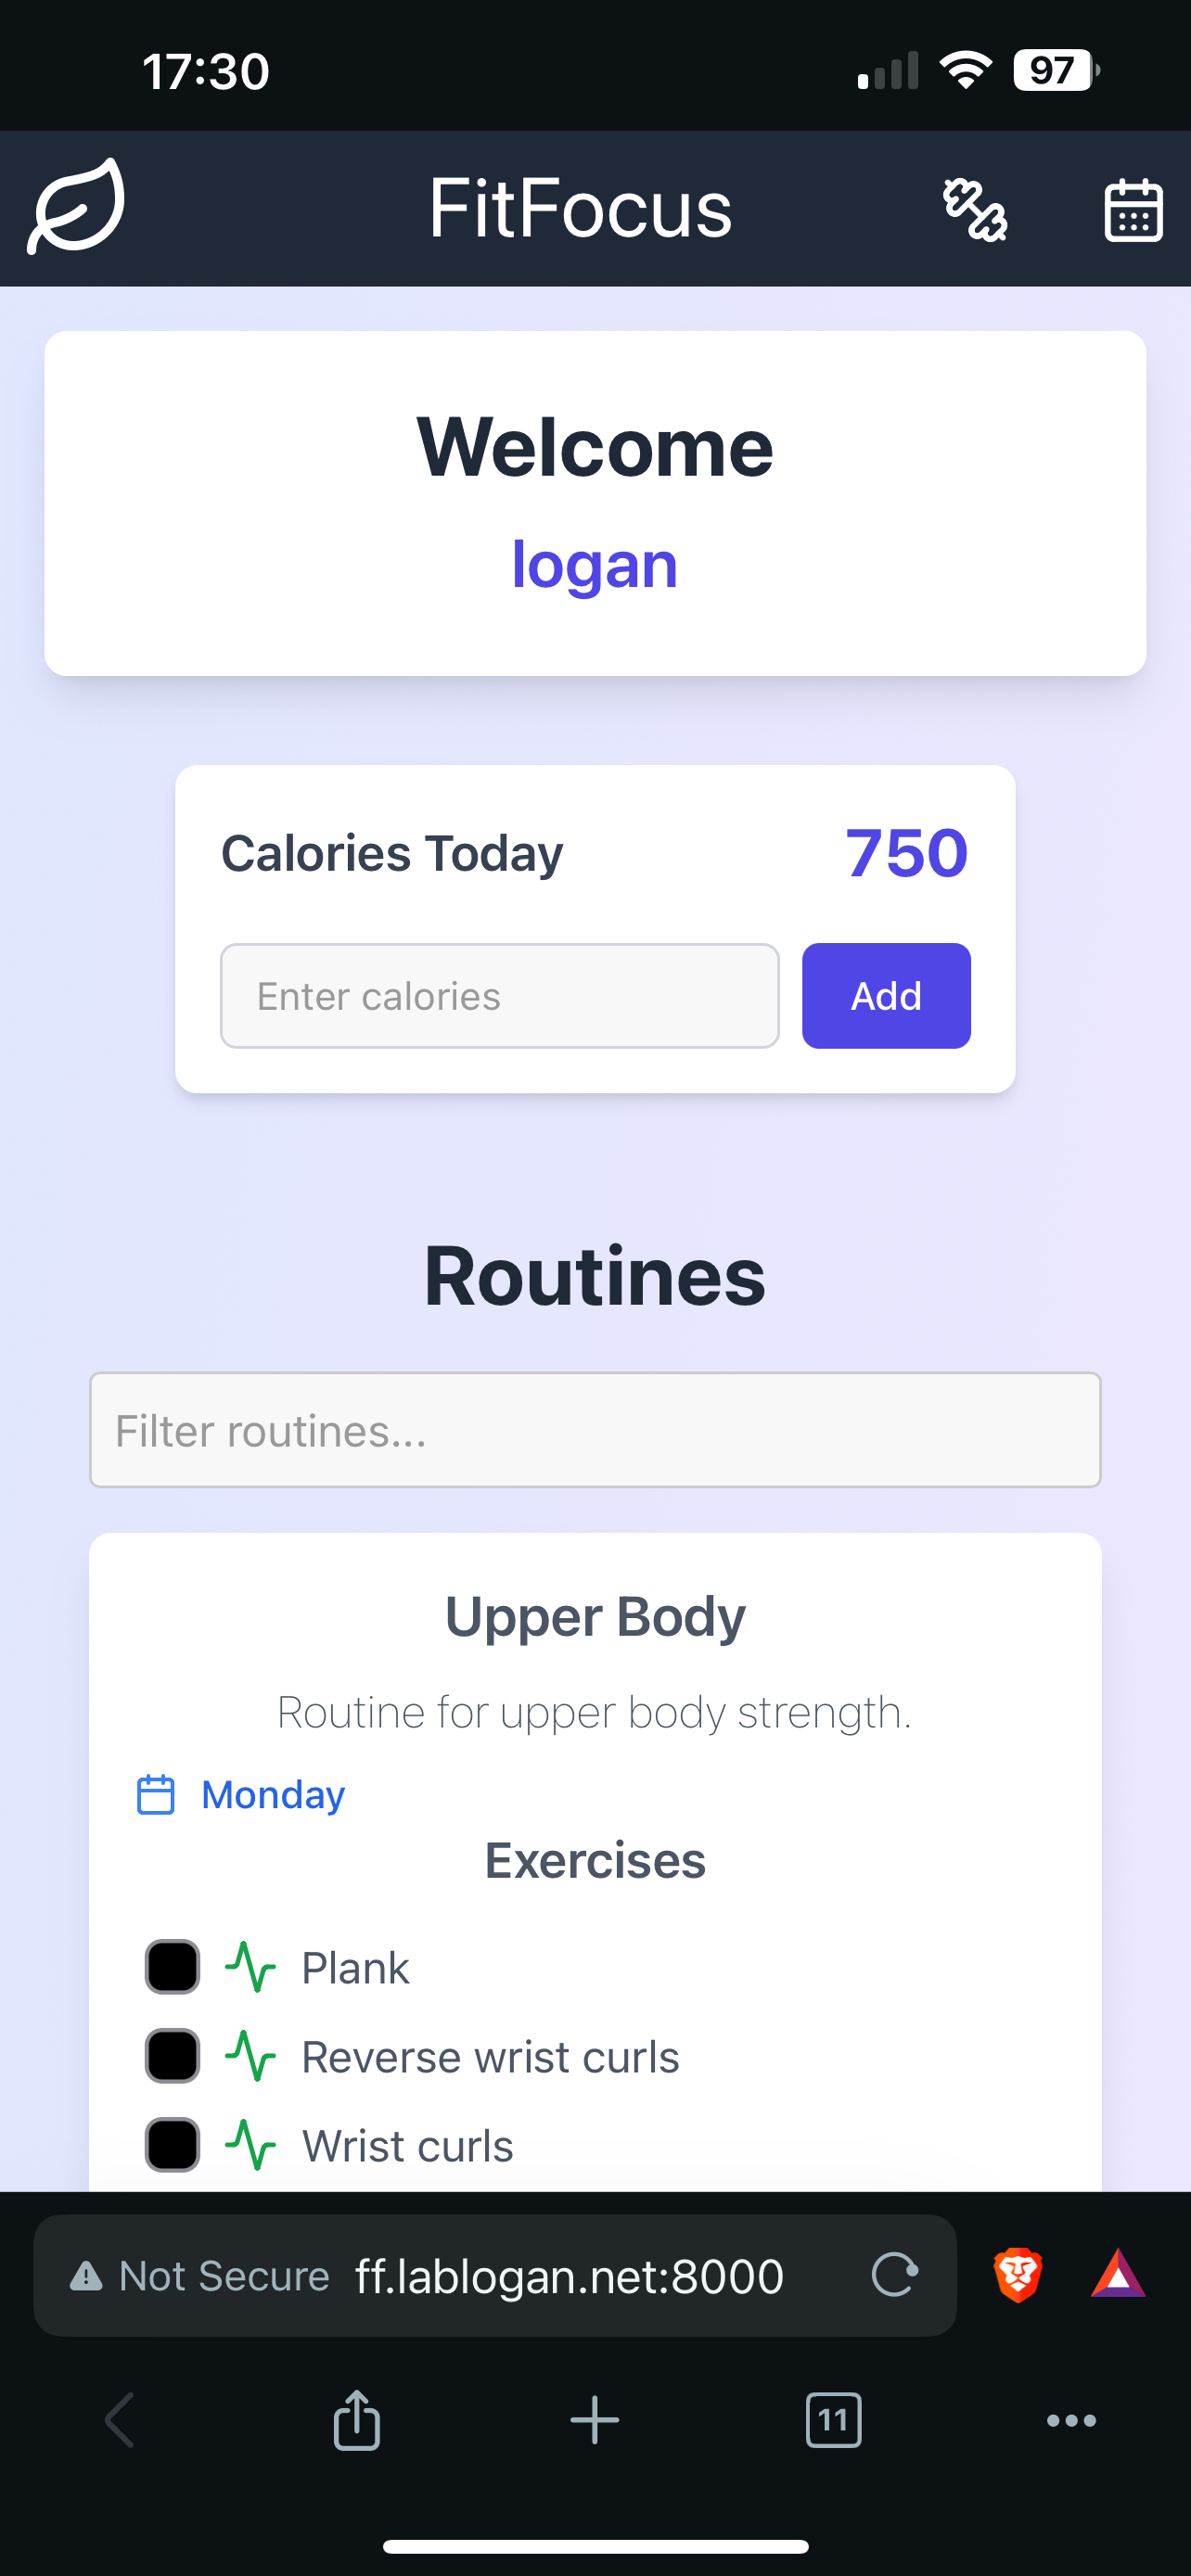 17:30 97
FitFocus
Welcome
logan
Calories Today 750
Enter calories Add
Routines
Filter routines...
Upper Body
Routine for upper body strength.
Monday
Exercises
Plank
Reverse wrist curls
Wrist curls
Not Secure ff.lablogan.net:8000
11